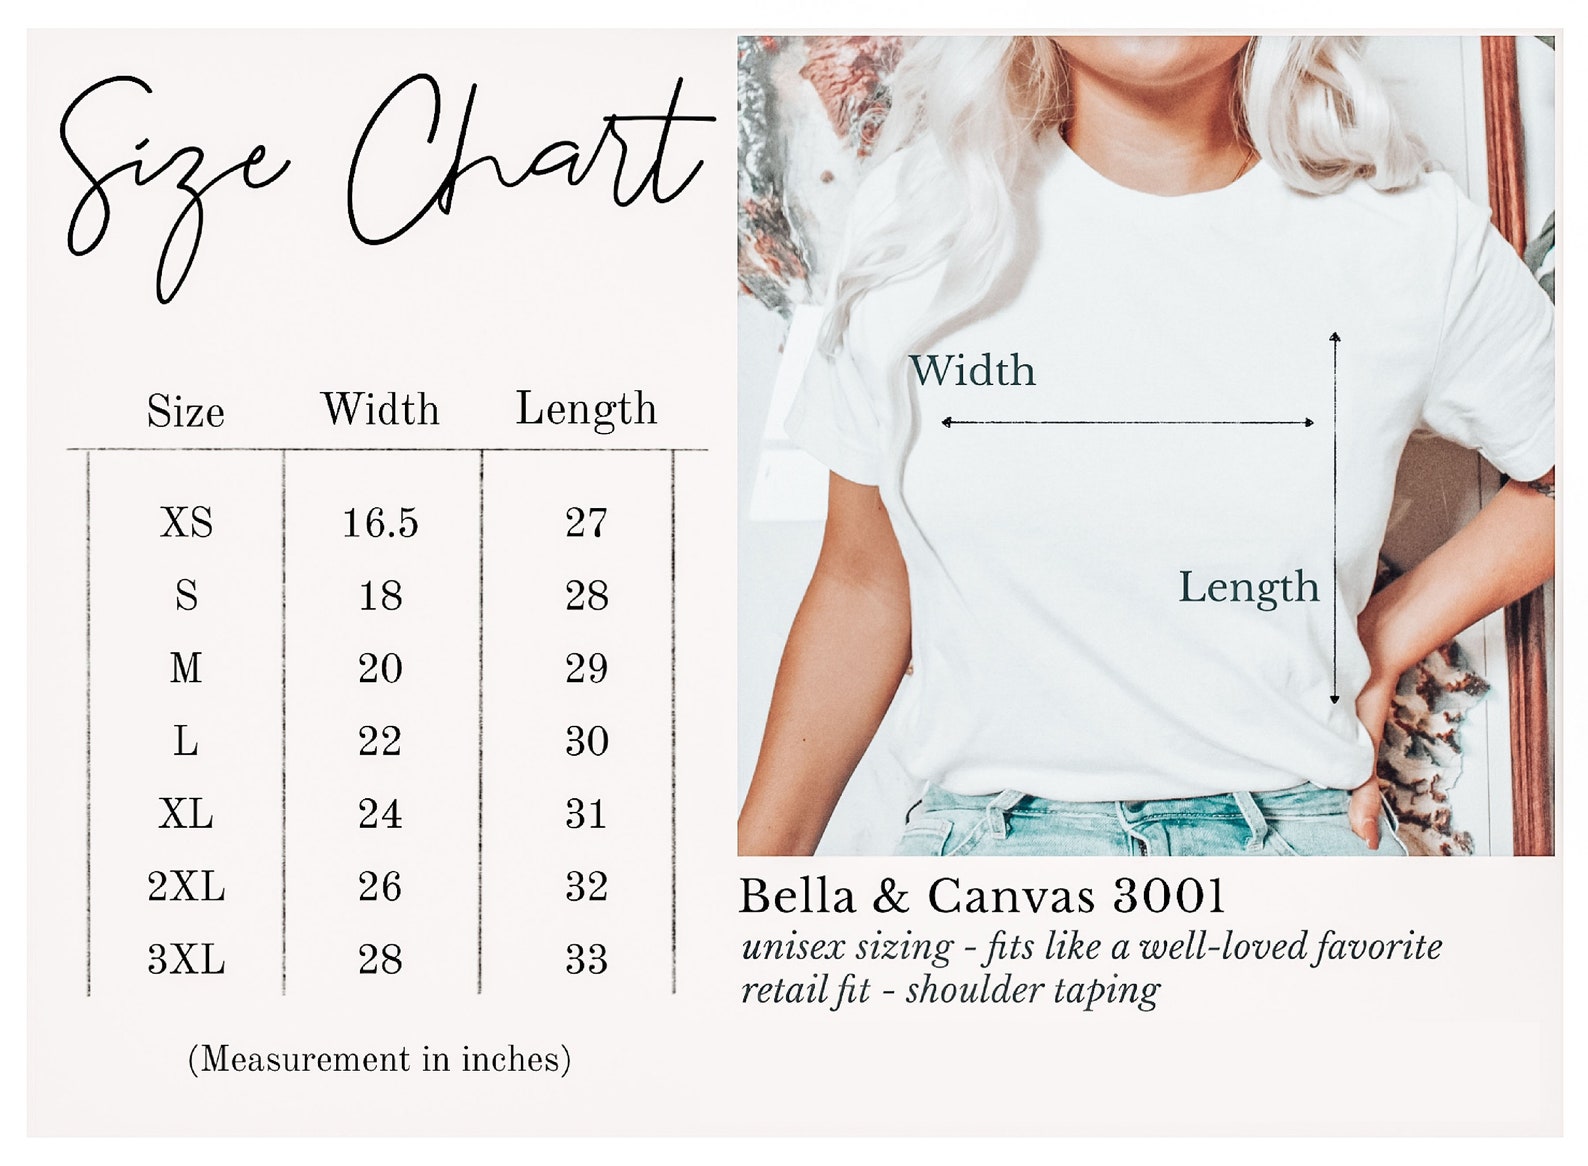 Size Chart
Size Width Length
XS 16.5 27
S 18 28
M 20 29
L 22 30
XL 24 31
2XL 26 32
3XL 28 33
(Measurement in inches)
Width
Length
Bella & Canvas 3001
unisex sizing - fits like a well-loved favorite
retail fit - shoulder taping